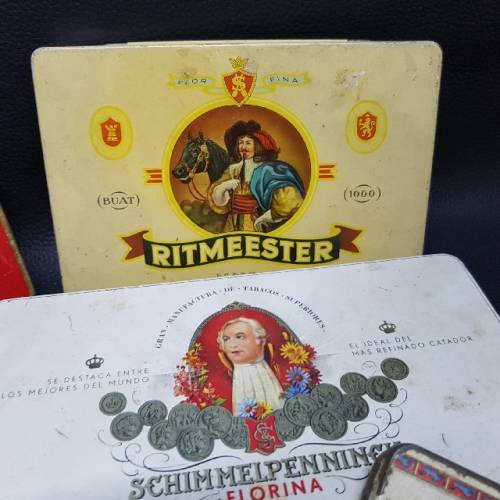 FLOR FINA
(BUAT)
(1000)
RITMEESTER
GRAN · MANUFACTURA · DE · TABACOS · SUPERIORES ·
SE DESTACA ENTRE
LOS MEJORES DEL MUNDO
EL IDEAL DEL
MAS REFINADO CATADOR
SCHIMMELPENNINCK
FLORINA